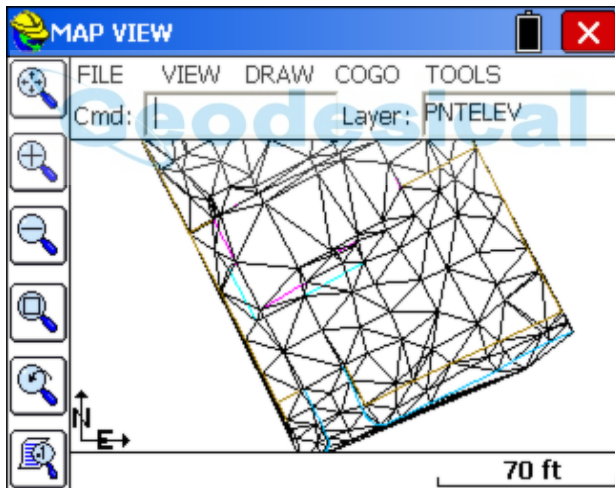 MAP VIEW
FILE VIEW DRAW COGO TOOLS
Cmd: Layer: PNTELEV
Geodesical
N
E
70 ft